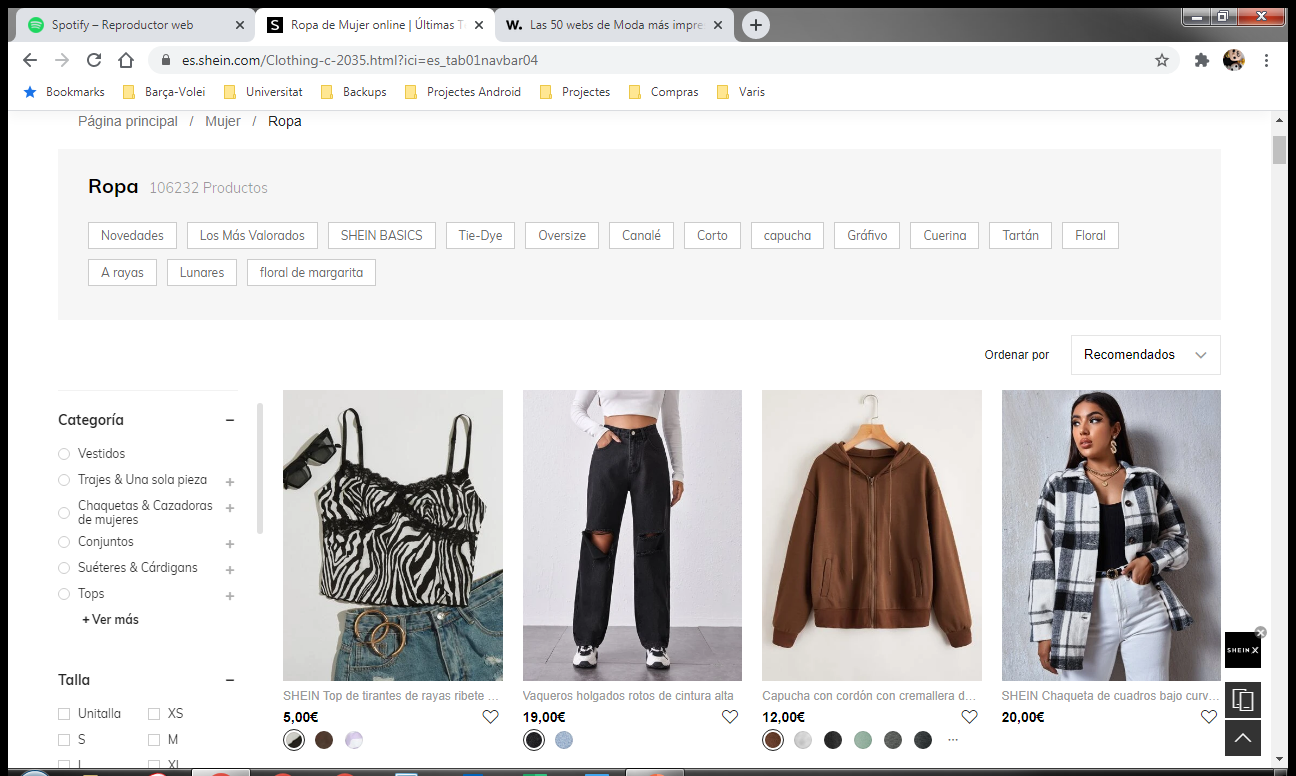 Spotify – Reproductor web
Ropa de Mujer online | Últimas T
Las 50 webs de Moda más impre
es.shein.com/Clothing-c-2035.html?ici=es_tab01navbar04
Bookmarks Barça-Volei Universitat Backups Projectes Android Projectes Compras Varis
Página principal / Mujer / Ropa
Ropa 106232 Productos
Novedades Los Más Valorados SHEIN BASICS Tie-Dye Oversize Canalé Corto capucha Gráfivo Cuerina Tartán Floral
A rayas Lunares floral de margarita
Ordenar por Recomendados
Categoría
Vestidos
Trajes & Una sola pieza
Chaquetas & Cazadoras
de mujeres
Conjuntos
Suéteres & Cárdigans
Tops
+ Ver más
Talla
Unitalla XS
S M
L XL
SHEIN Top de tirantes de rayas ribete ...
5,00€
Vaqueros holgados rotos de cintura alta
19,00€
Capucha con cordón con cremallera d...
12,00€
SHEIN Chaqueta de cuadros bajo curv...
20,00€
SHEIN X